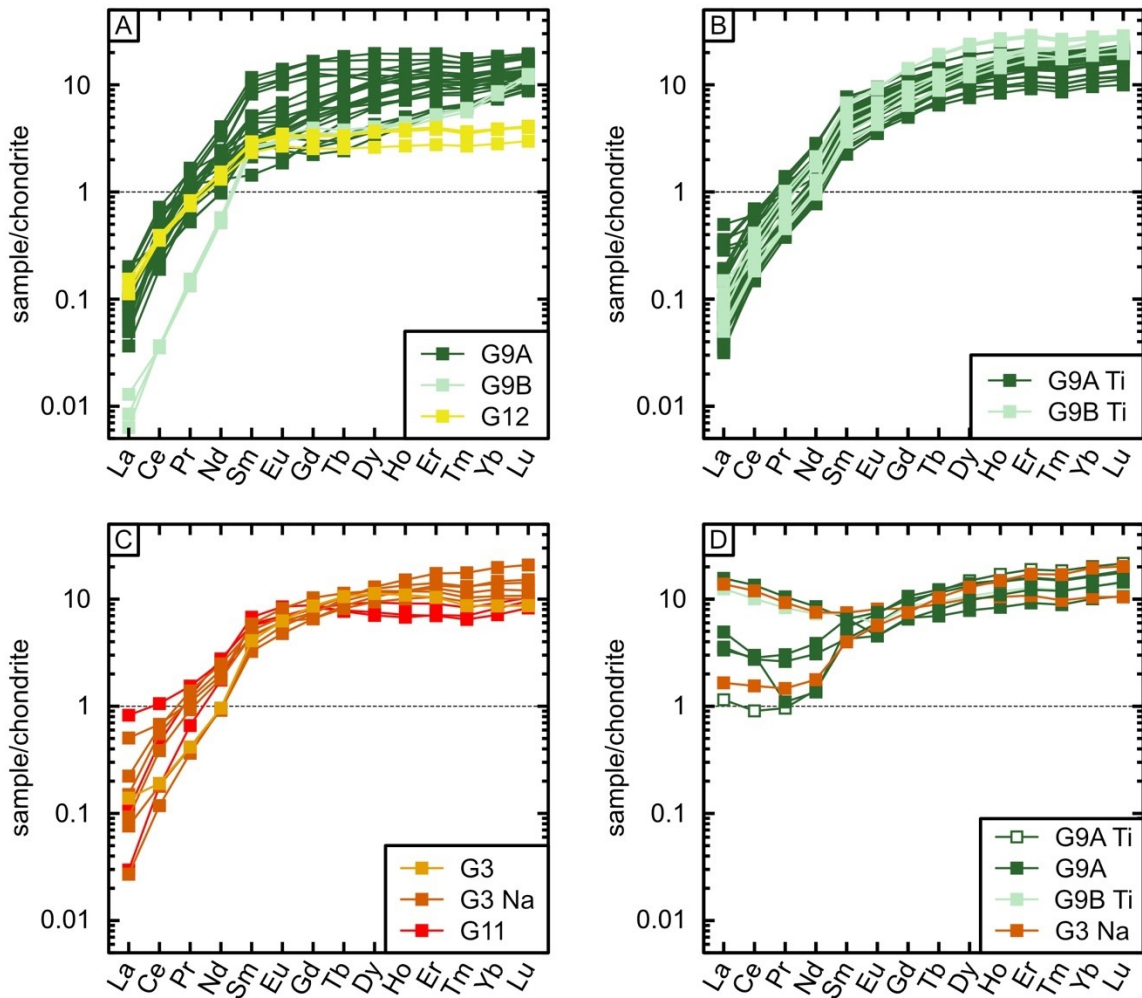 A
sample/chondrite
10
1
0.1
0.01
La Ce Pr Nd Sm Eu Gd Tb Dy Ho Er Tm Yb Lu
G9A
G9B
G12
B
sample/chondrite
10
1
0.1
0.01
La Ce Pr Nd Sm Eu Gd Tb Dy Ho Er Tm Yb Lu
G9A Ti
G9B Ti
C
sample/chondrite
10
1
0.1
0.01
La Ce Pr Nd Sm Eu Gd Tb Dy Ho Er Tm Yb Lu
G3
G3 Na
G11
D
sample/chondrite
10
1
0.1
0.01
La Ce Pr Nd Sm Eu Gd Tb Dy Ho Er Tm Yb Lu
G9A Ti
G9A
G9B Ti
G3 Na